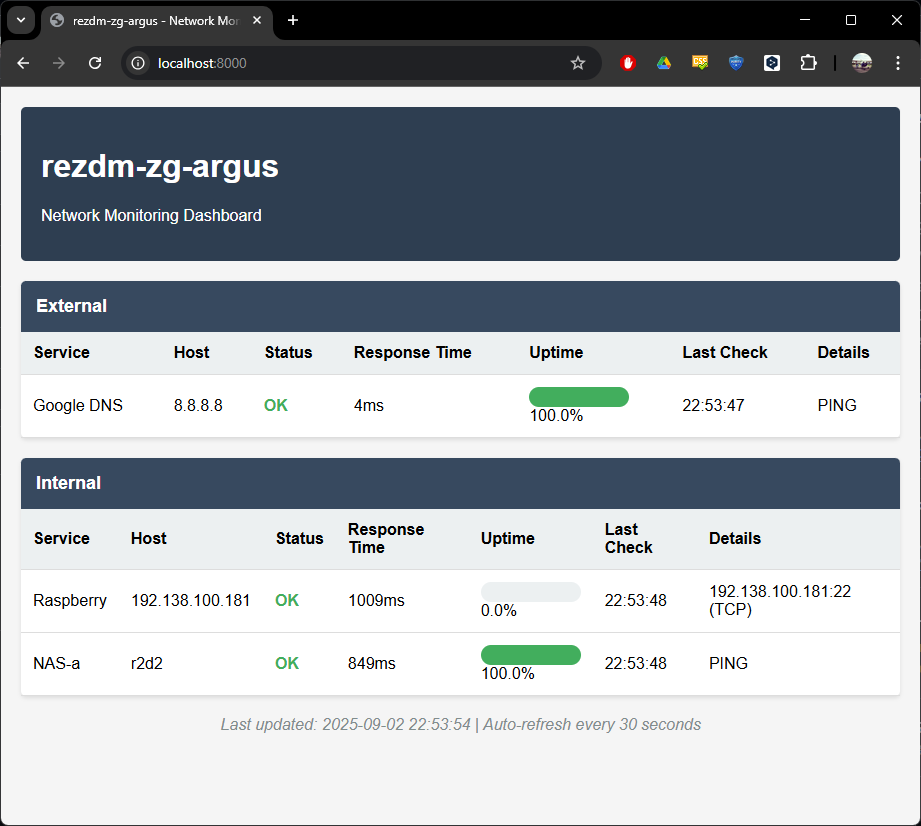 rezdm-zg-argus - Network Mor
localhost:8000
rezdm-zg-argus
Network Monitoring Dashboard
External
Service Host Status Response Time Uptime Last Check Details
Google DNS 8.8.8.8 OK 4ms 100.0% 22:53:47 PING
Internal
Service Host Status Response Time Uptime Last Check Details
Raspberry 192.138.100.181 OK 1009ms 0.0% 22:53:48 192.138.100.181:22 (TCP)
NAS-a r2d2 OK 849ms 100.0% 22:53:48 PING
Last updated: 2025-09-02 22:53:54 | Auto-refresh every 30 seconds